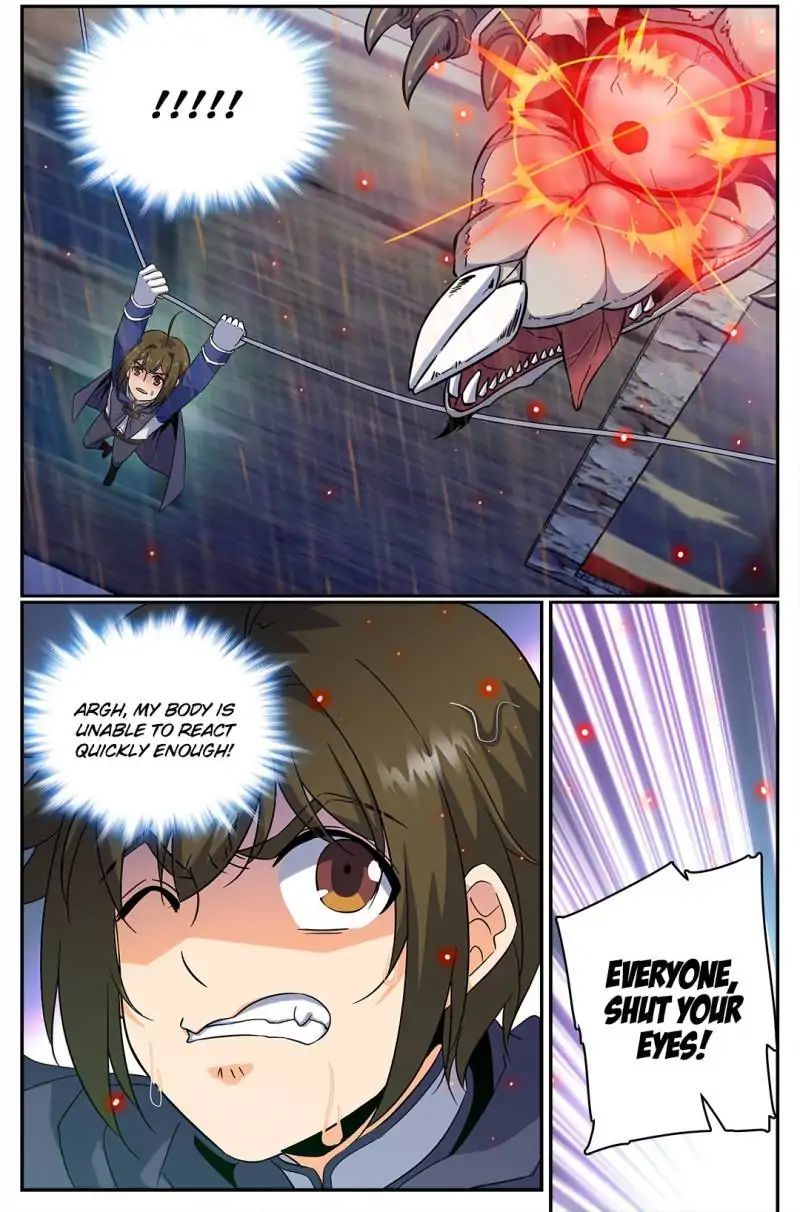 !!!!!
ARGH, MY BODY IS
UNABLE TO REACT
QUICKLY ENOUGH!
EVERYONE,
SHUT YOUR
EYES!